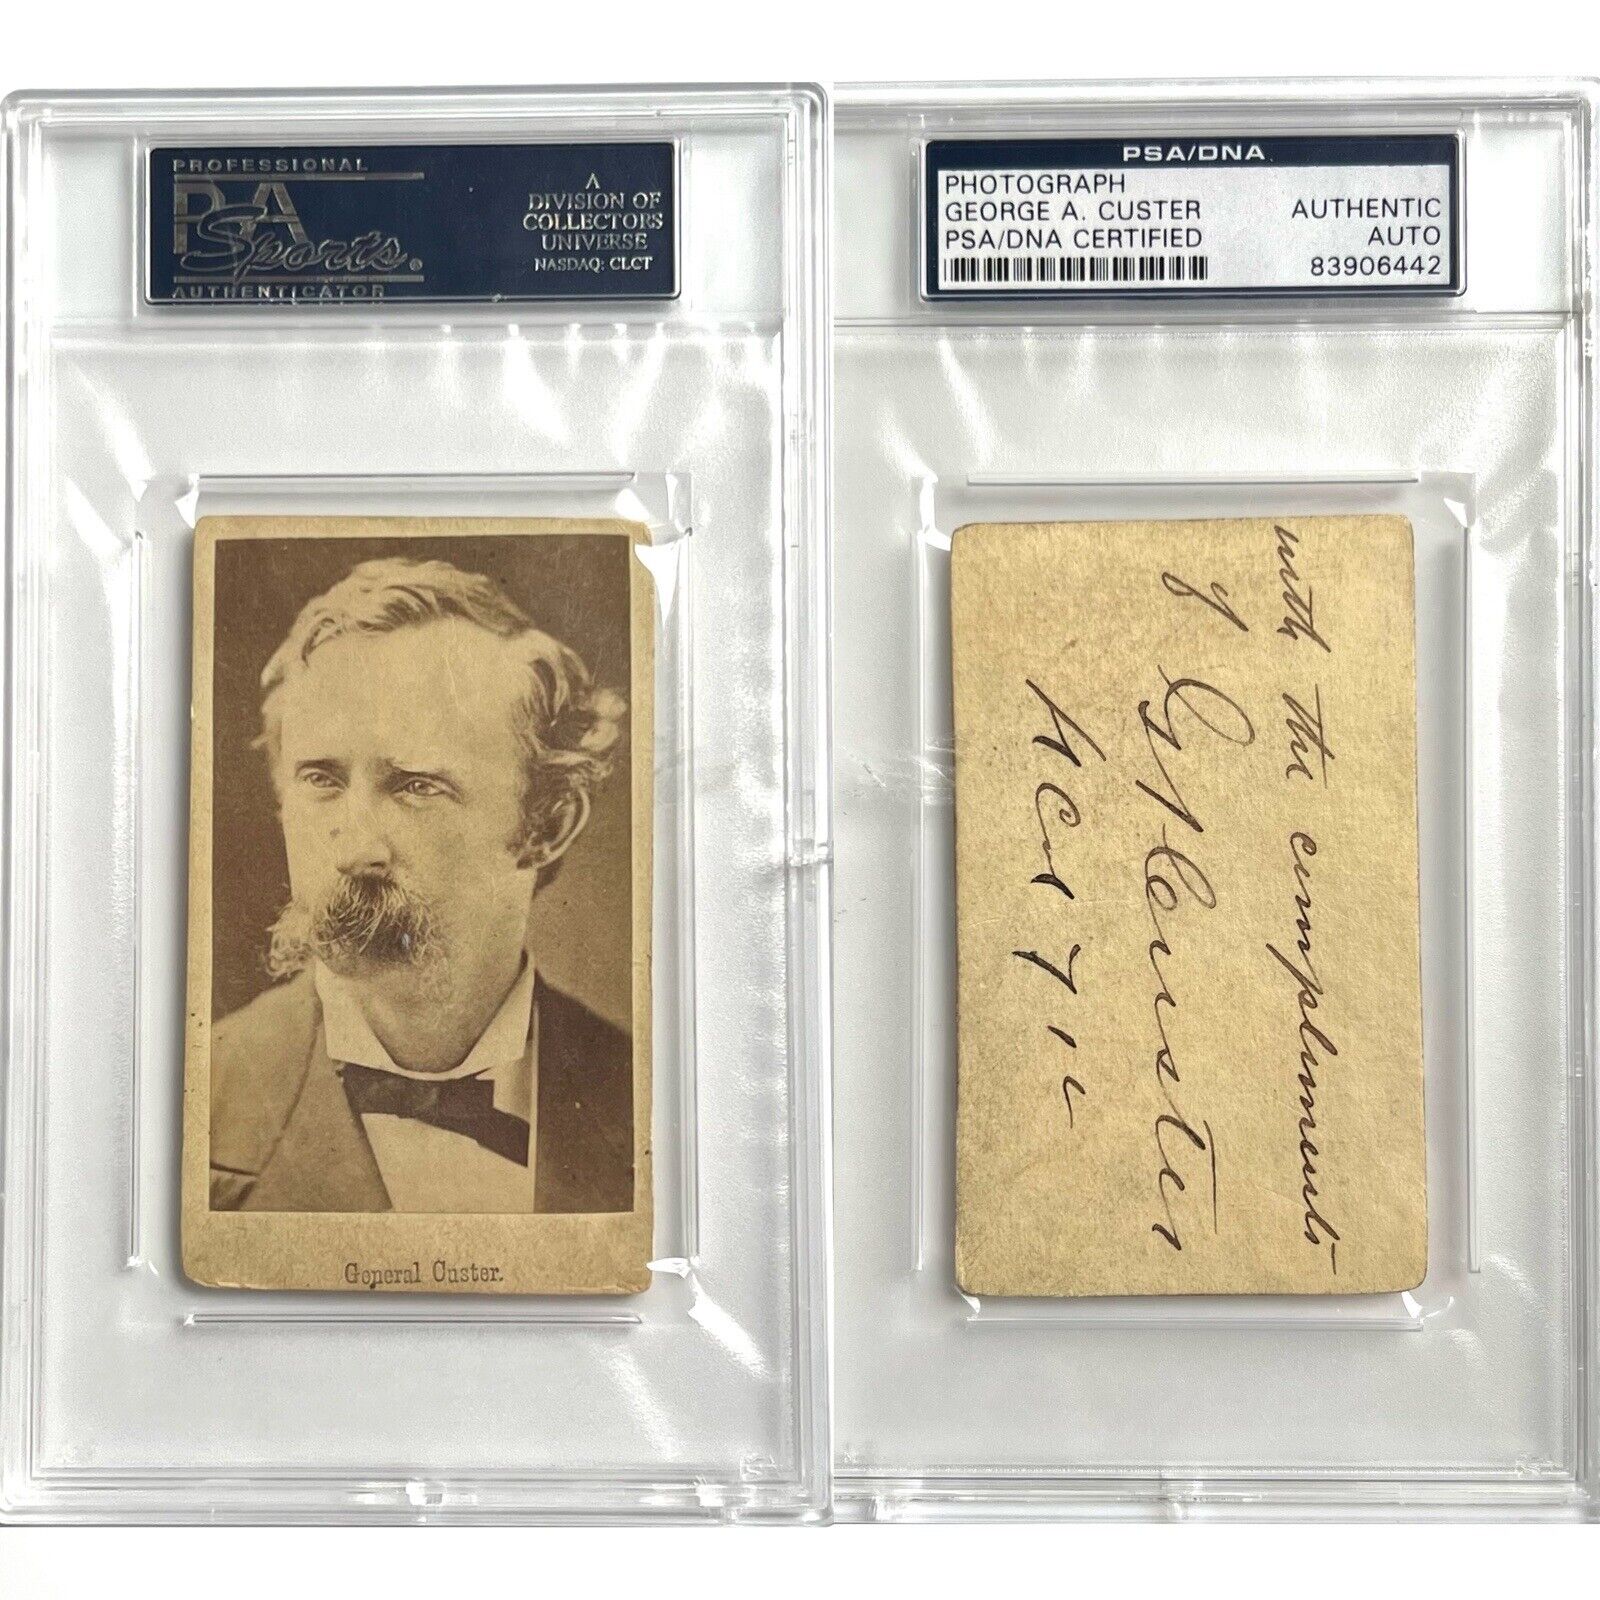 PROFESSIONAL
PSA
Sports
AUTHENTICATOR
A
DIVISION OF
COLLECTORS
UNIVERSE
NASDAQ: CLCT
General Custer.
PSA/DNA
PHOTOGRAPH
GEORGE A. CUSTER
PSA/DNA CERTIFIED
AUTHENTIC
AUTO
83906442
with the compliments
of
Custer